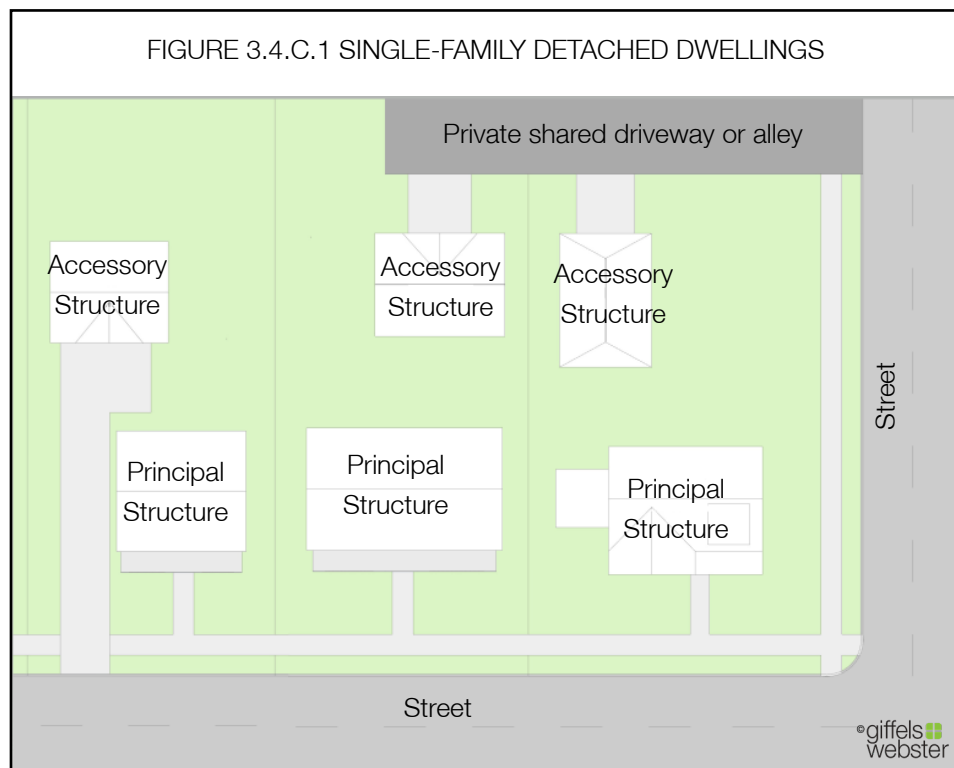 FIGURE 3.4.C.1 SINGLE-FAMILY DETACHED DWELLINGS
Private shared driveway or alley
Accessory
Structure
Accessory
Structure
Accessory
Structure
Principal
Structure
Principal
Structure
Principal
Structure
Street
Street
©giffels
webster